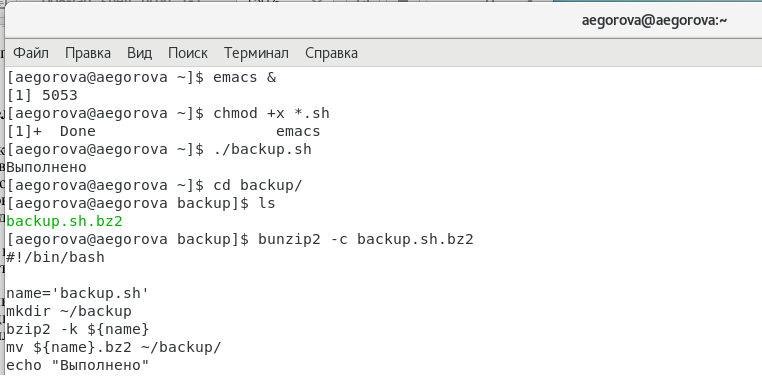 aegorova@aegorova:~
Файл Правка Вид Поиск Терминал Справка
[aegorova@aegorova ~]$ emacs &
[1] 5053
[aegorova@aegorova ~]$ chmod +x *.sh
[1]+  Done                    emacs
[aegorova@aegorova ~]$ ./backup.sh
Выполнено
[aegorova@aegorova ~]$ cd backup/
[aegorova@aegorova backup]$ ls
backup.sh.bz2
[aegorova@aegorova backup]$ bunzip2 -c backup.sh.bz2
#!/bin/bash
name='backup.sh'
mkdir ~/backup
bzip2 -k ${name}
mv ${name}.bz2 ~/backup/
echo "Выполнено"